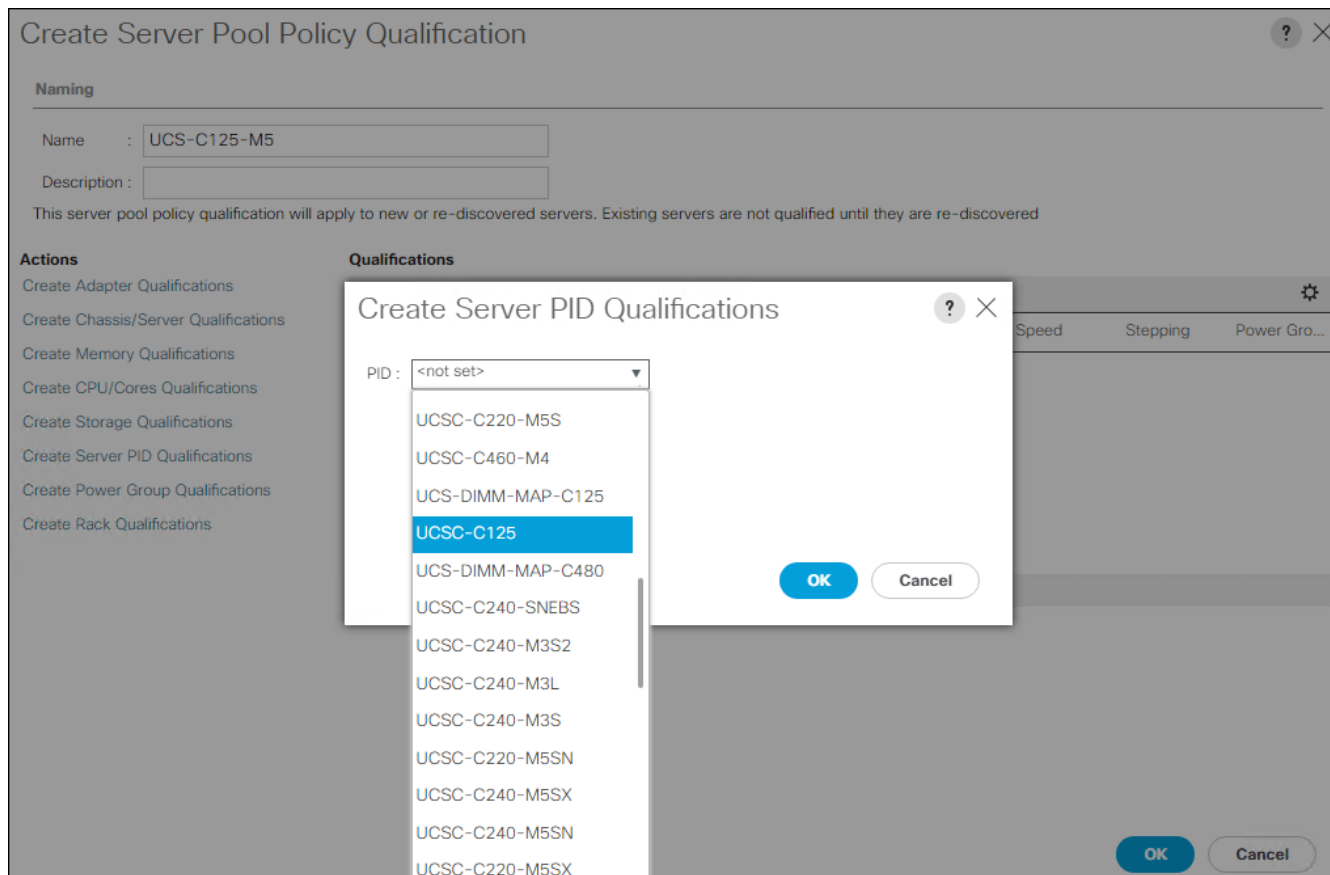 Create Server Pool Policy Qualification
?
Naming
Name : UCS-C125-M5
Description :
This server pool policy qualification will apply to new or re-discovered servers. Existing servers are not qualified until they are re-discovered
Actions
Create Adapter Qualifications
Create Chassis/Server Qualifications
Create Memory Qualifications
Create CPU/Cores Qualifications
Create Storage Qualifications
Create Server PID Qualifications
Create Power Group Qualifications
Create Rack Qualifications
Qualifications
Speed Stepping Power Gro...
Create Server PID Qualifications
?
PID : <not set>
UCSC-C220-M5S
UCSC-C460-M4
UCS-DIMM-MAP-C125
UCSC-C125
UCS-DIMM-MAP-C480
UCSC-C240-SNEBS
UCSC-C240-M3S2
UCSC-C240-M3L
UCSC-C240-M3S
UCSC-C220-M5SN
UCSC-C240-M5SX
UCSC-C240-M5SN
UCSC-C220-M5SX
OK Cancel
OK Cancel